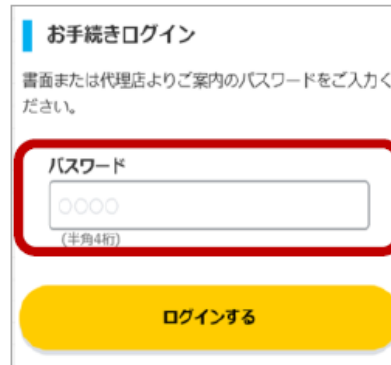 お手続きログイン
書面または代理店よりご案内のパスワードをご入力く
ださい。
パスワード
○○○○
(半角4桁)
ログインする